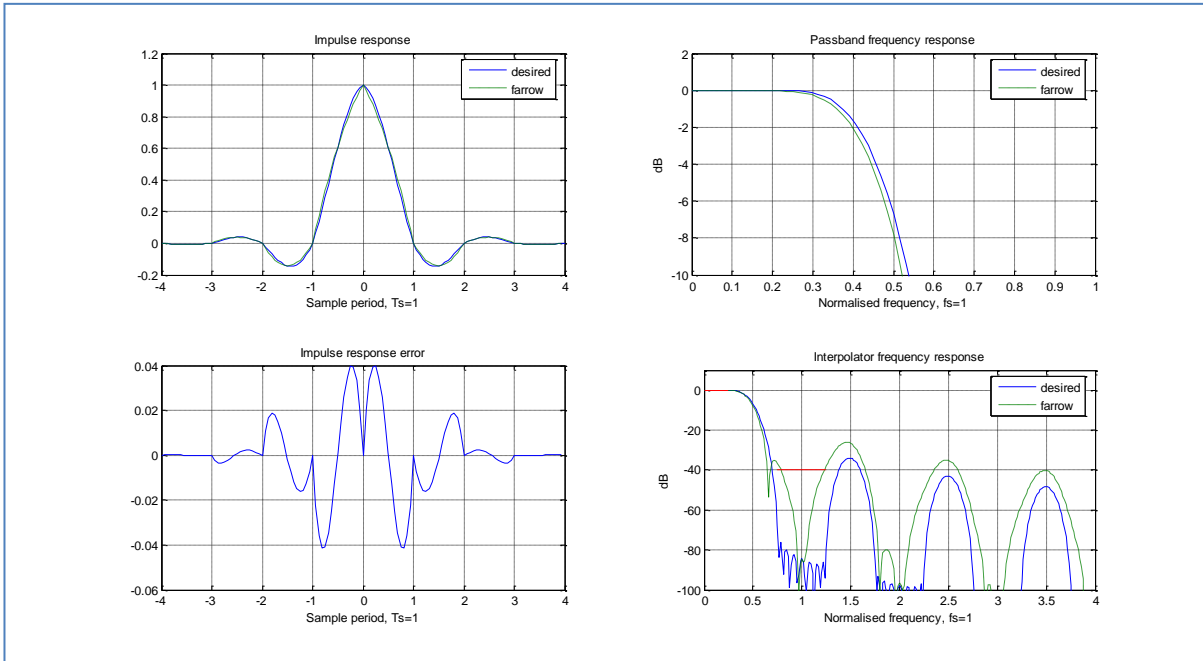 Impulse response
1.2
1
0.8
0.6
0.4
0.2
0
-0.2
-4 -3 -2 -1 0 1 2 3 4
Sample period, Ts=1
desired
farrow
Passband frequency response
2
0
-2
-4
-6
-8
-10
dB
0 0.1 0.2 0.3 0.4 0.5 0.6 0.7 0.8 0.9 1
Normalised frequency, fs=1
desired
farrow
Impulse response error
0.04
0.02
0
-0.02
-0.04
-0.06
-4 -3 -2 -1 0 1 2 3 4
Sample period, Ts=1
Interpolator frequency response
0
-20
-40
-60
-80
-100
dB
0 0.5 1 1.5 2 2.5 3 3.5 4
Normalised frequency, fs=1
desired
farrow